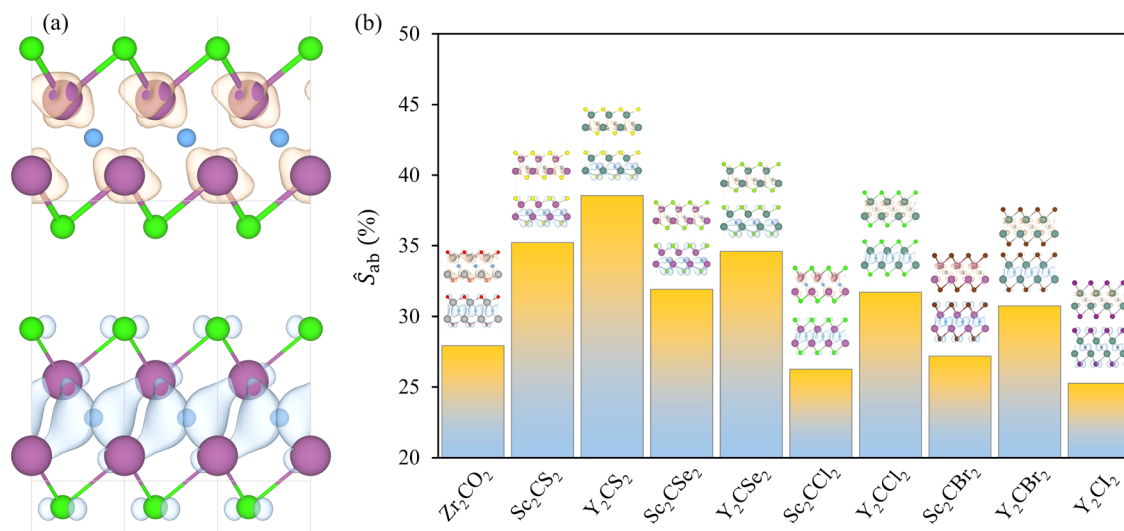 (a)
(b)
50
45
40
35
30
25
20
Ŝab (%)
Zr₂CO₂
Sc₂CS₂
Y₂CS₂
Sc₂CSe₂
Y₂CSe₂
Sc₂CCl₂
Y₂CCl₂
Sc₂CBr₂
Y₂CBr₂
Y₂CI₂